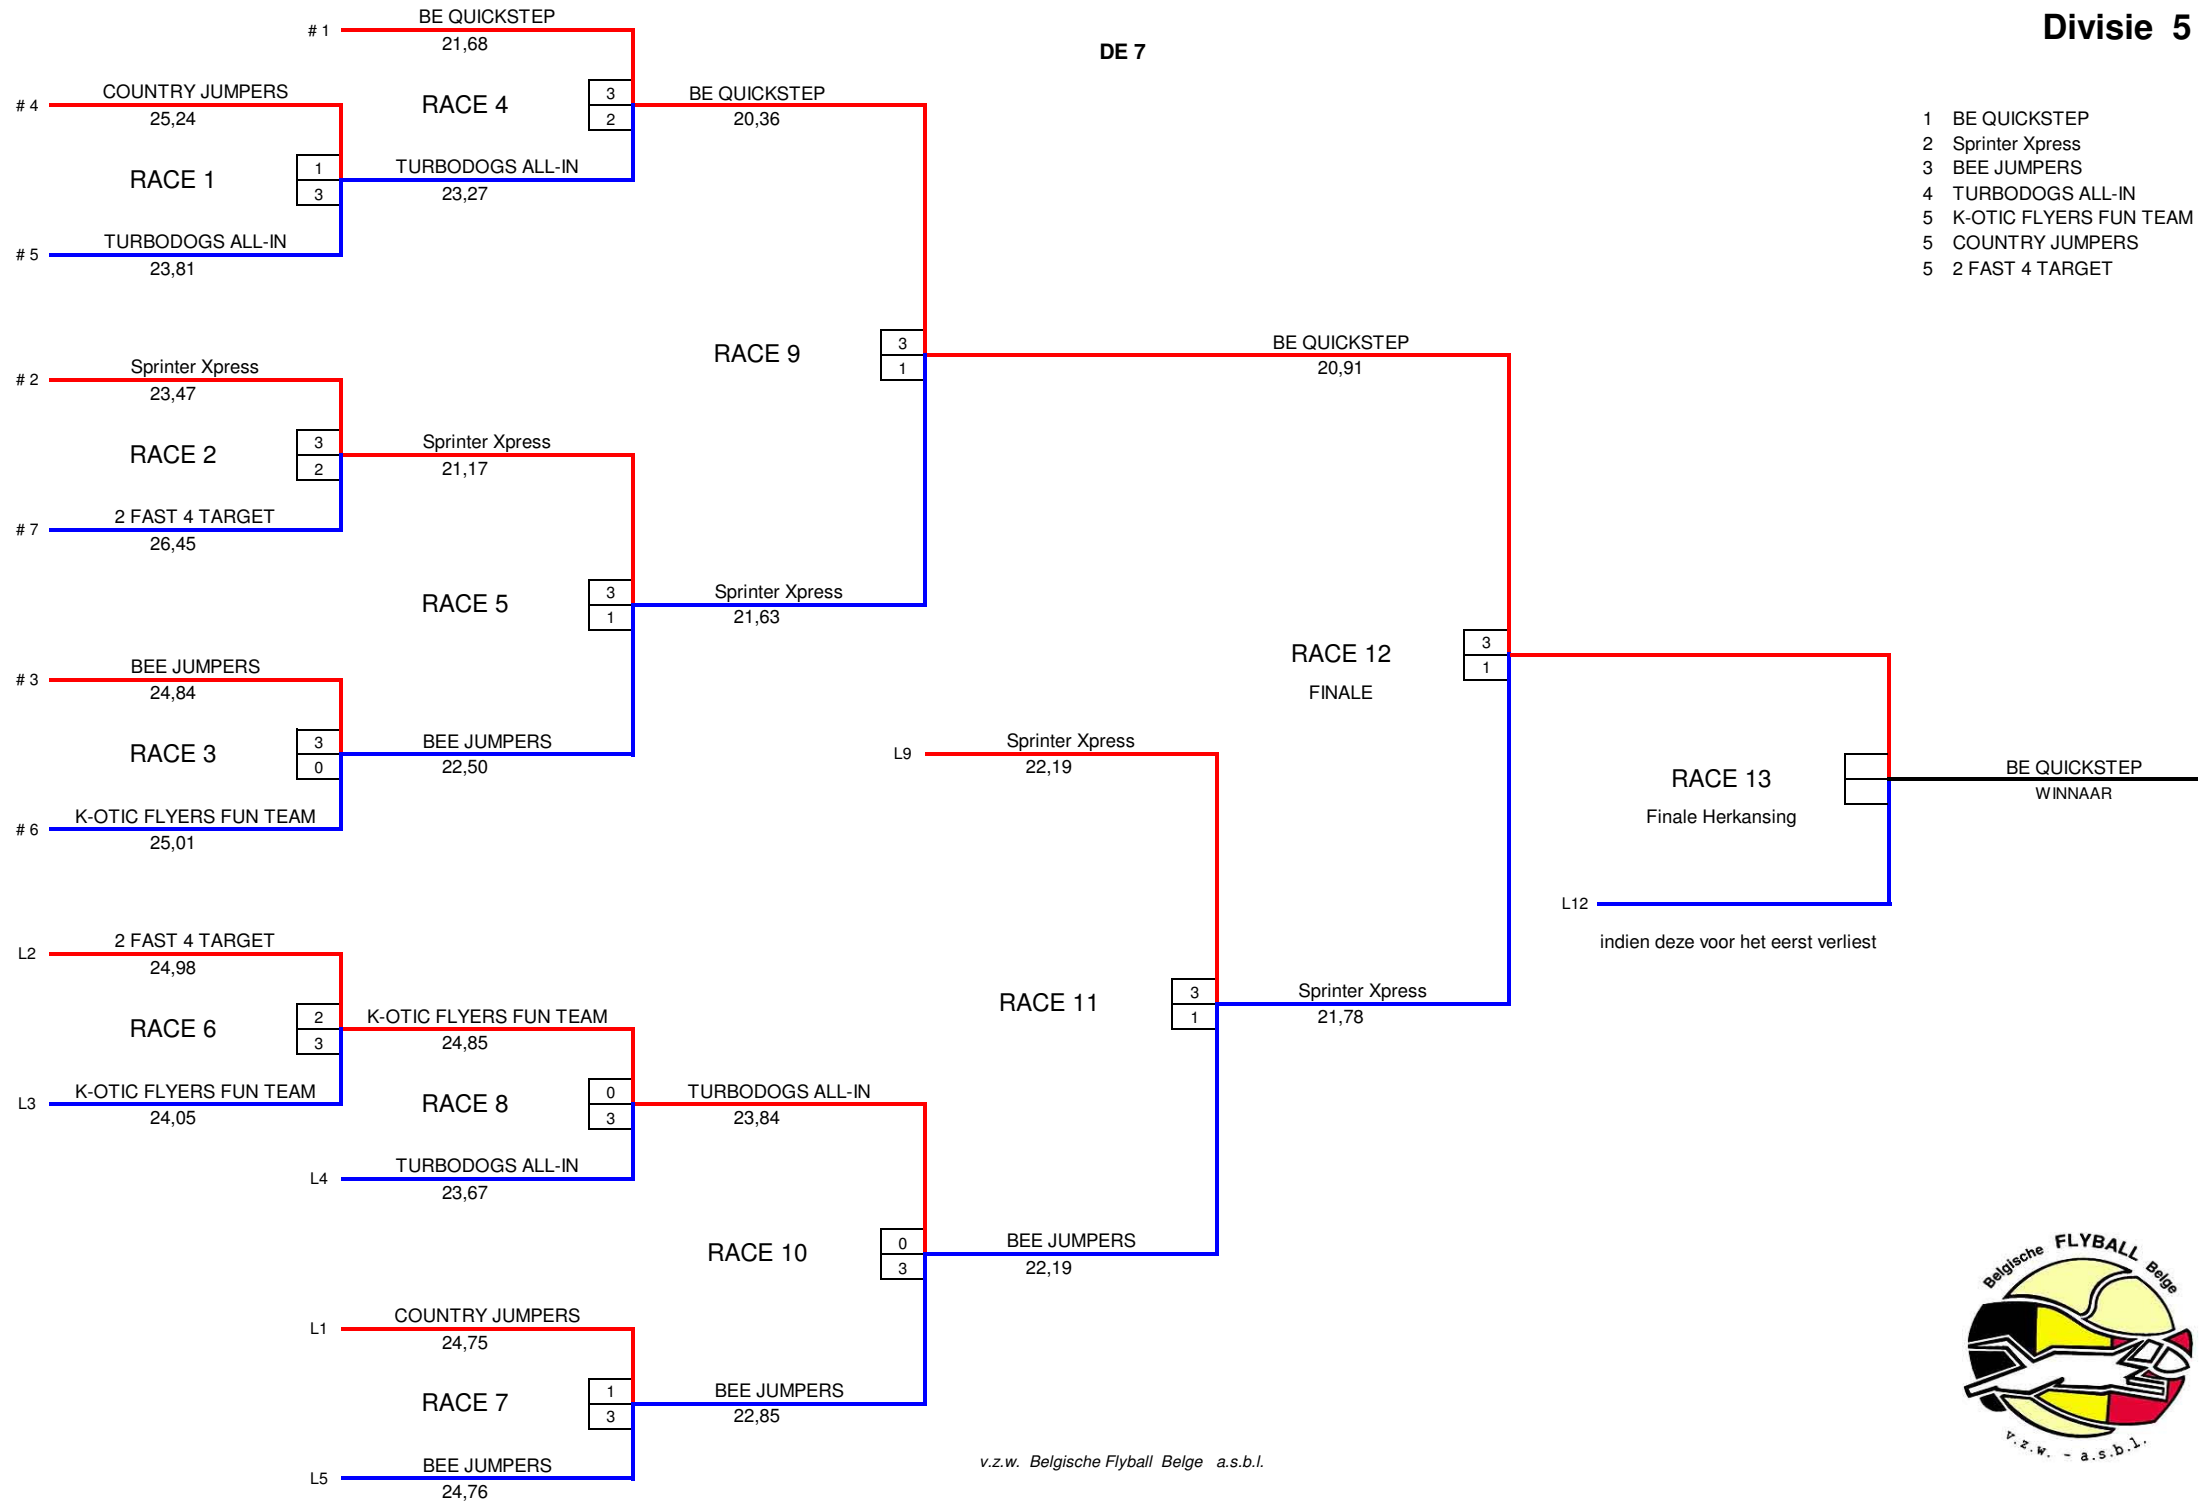 Divisie 5
DE 7
1 BE QUICKSTEP
2 Sprinter Xpress
3 BEE JUMPERS
4 TURBODOGS ALL-IN
5 K-OTIC FLYERS FUN TEAM
5 COUNTRY JUMPERS
5 2 FAST 4 TARGET
# 1
BE QUICKSTEP
21,68
# 4
COUNTRY JUMPERS
25,24
RACE 1
1
3
# 5
TURBODOGS ALL-IN
23,81
RACE 4
3
2
TURBODOGS ALL-IN
23,27
BE QUICKSTEP
20,36
# 2
Sprinter Xpress
23,47
RACE 2
3
2
# 7
2 FAST 4 TARGET
26,45
Sprinter Xpress
21,17
RACE 5
3
1
# 3
BEE JUMPERS
24,84
RACE 3
3
0
# 6
K-OTIC FLYERS FUN TEAM
25,01
BEE JUMPERS
22,50
Sprinter Xpress
21,63
RACE 9
3
1
BE QUICKSTEP
20,91
RACE 12
FINALE
3
1
L9
Sprinter Xpress
22,19
RACE 11
3
1
Sprinter Xpress
21,78
RACE 13
Finale Herkansing
BE QUICKSTEP
WINNAAR
L12
indien deze voor het eerst verliest
L2
2 FAST 4 TARGET
24,98
RACE 6
2
3
L3
K-OTIC FLYERS FUN TEAM
24,05
K-OTIC FLYERS FUN TEAM
24,85
RACE 8
0
3
L4
TURBODOGS ALL-IN
23,67
TURBODOGS ALL-IN
23,84
RACE 10
0
3
BEE JUMPERS
22,19
L1
COUNTRY JUMPERS
24,75
RACE 7
1
3
L5
BEE JUMPERS
24,76
BEE JUMPERS
22,85
v.z.w. Belgische Flyball Belge a.s.b.l.
Belgische FLYBALL Belge
v.z.w. - a.s.b.l.